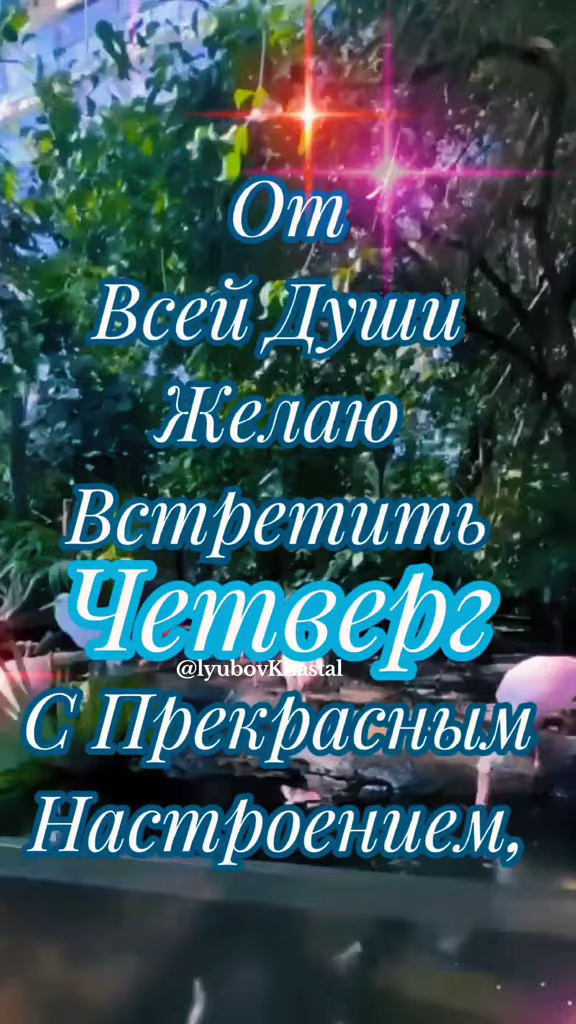 От
Всей Души
Желаю
Встретить
Четверг
С Прекрасным
Настроением,